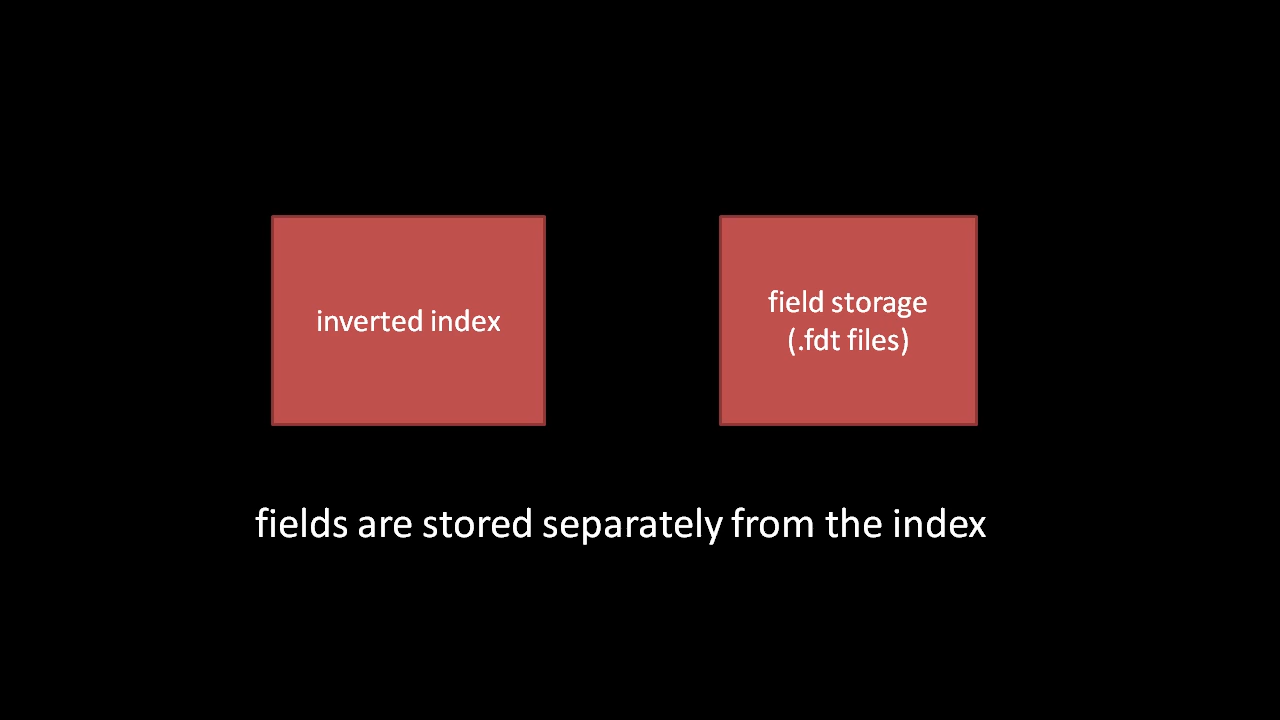 inverted index
field storage
(.fdt files)
fields are stored separately from the index